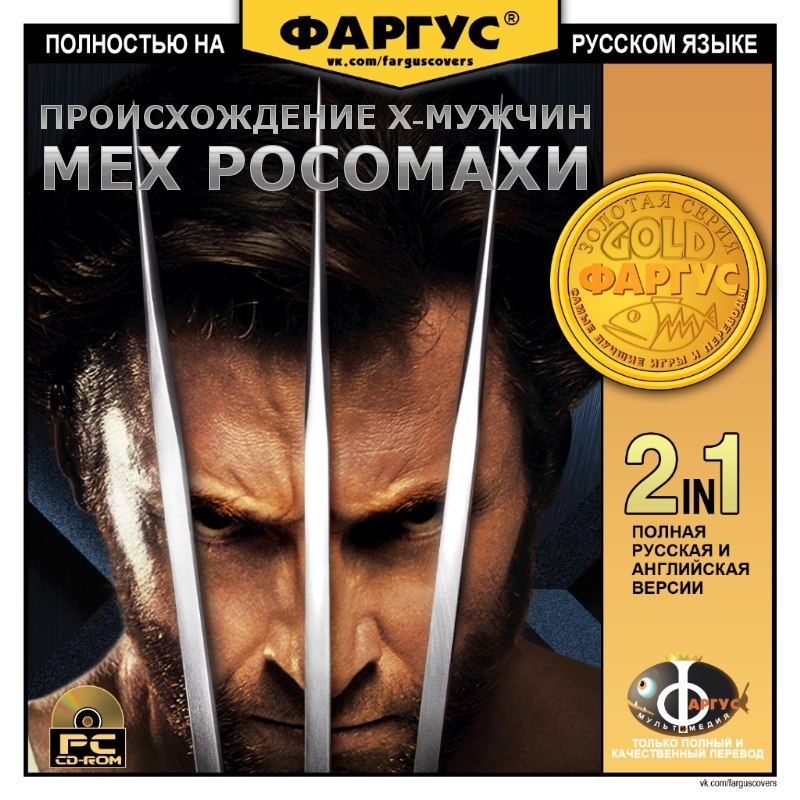 ПОЛНОСТЬЮ НА
ФАРГУС®
vk.com/farguscovers
РУССКОМ ЯЗЫКЕ
ПРОИСХОЖДЕНИЕ Х-МУЖЧИН
МЕХ РОСОМАХИ
ЗОЛОТАЯ СЕРИЯ
GOLD
ФАРГУС
САМЫЕ ЛУЧШИЕ ИГРЫ И ПЕРЕВОДЫ
2IN1
ПОЛНАЯ
РУССКАЯ И
АНГЛИЙСКАЯ
ВЕРСИИ
ФАРГУС
МУЛЬТИМЕДИЯ
ТОЛЬКО ПОЛНЫЙ И
КАЧЕСТВЕННЫЙ ПЕРЕВОД
PC
CD-ROM
vk.com/farguscovers